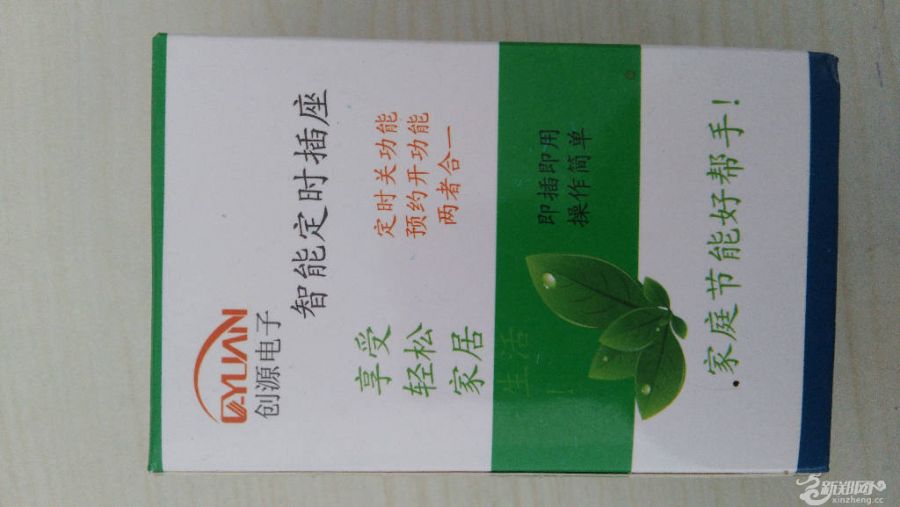 CYUAN
创源电子
智能定时插座
定时关功能
预约开功能
两者合一
享受
轻松
家居
生活
即插即用
操作简单
家庭节能好帮手!
新郑网
xinzheng.cc